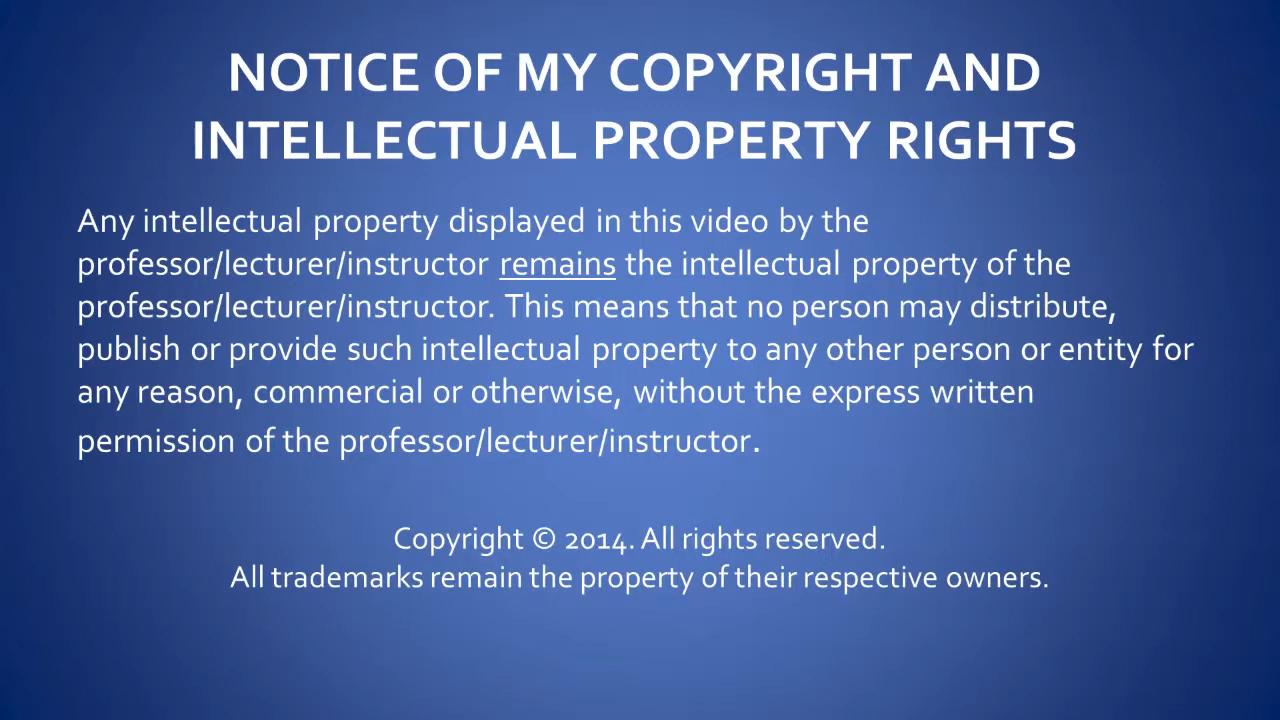 NOTICE OF MY COPYRIGHT AND
INTELLECTUAL PROPERTY RIGHTS
Any intellectual property displayed in this video by the
professor/lecturer/instructor remains the intellectual property of the
professor/lecturer/instructor. This means that no person may distribute,
publish or provide such intellectual property to any other person or entity for
any reason, commercial or otherwise, without the express written
permission of the professor/lecturer/instructor.
Copyright © 2014. All rights reserved.
All trademarks remain the property of their respective owners.